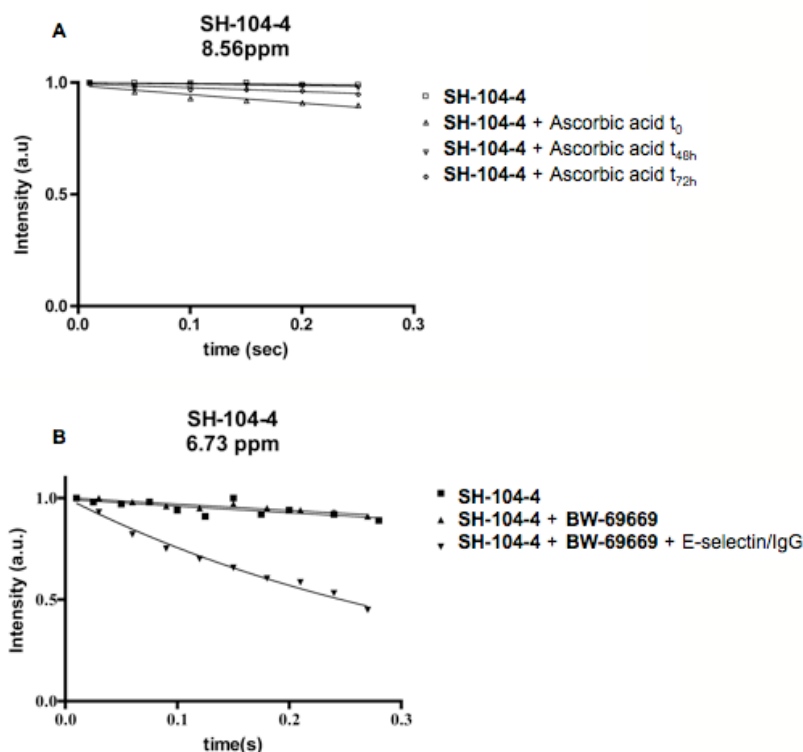 A
SH-104-4
8.56ppm
1.0
0.5
0.0
Intensity (a.u)
0.0 0.1 0.2 0.3
time (sec)
SH-104-4
SH-104-4 + Ascorbic acid t0
SH-104-4 + Ascorbic acid t48h
SH-104-4 + Ascorbic acid t72h
B
SH-104-4
6.73 ppm
1.0
0.5
0.0
Intensity (a.u.)
0.0 0.1 0.2 0.3
time(s)
SH-104-4
SH-104-4 + BW-69669
SH-104-4 + BW-69669 + E-selectin/IgG